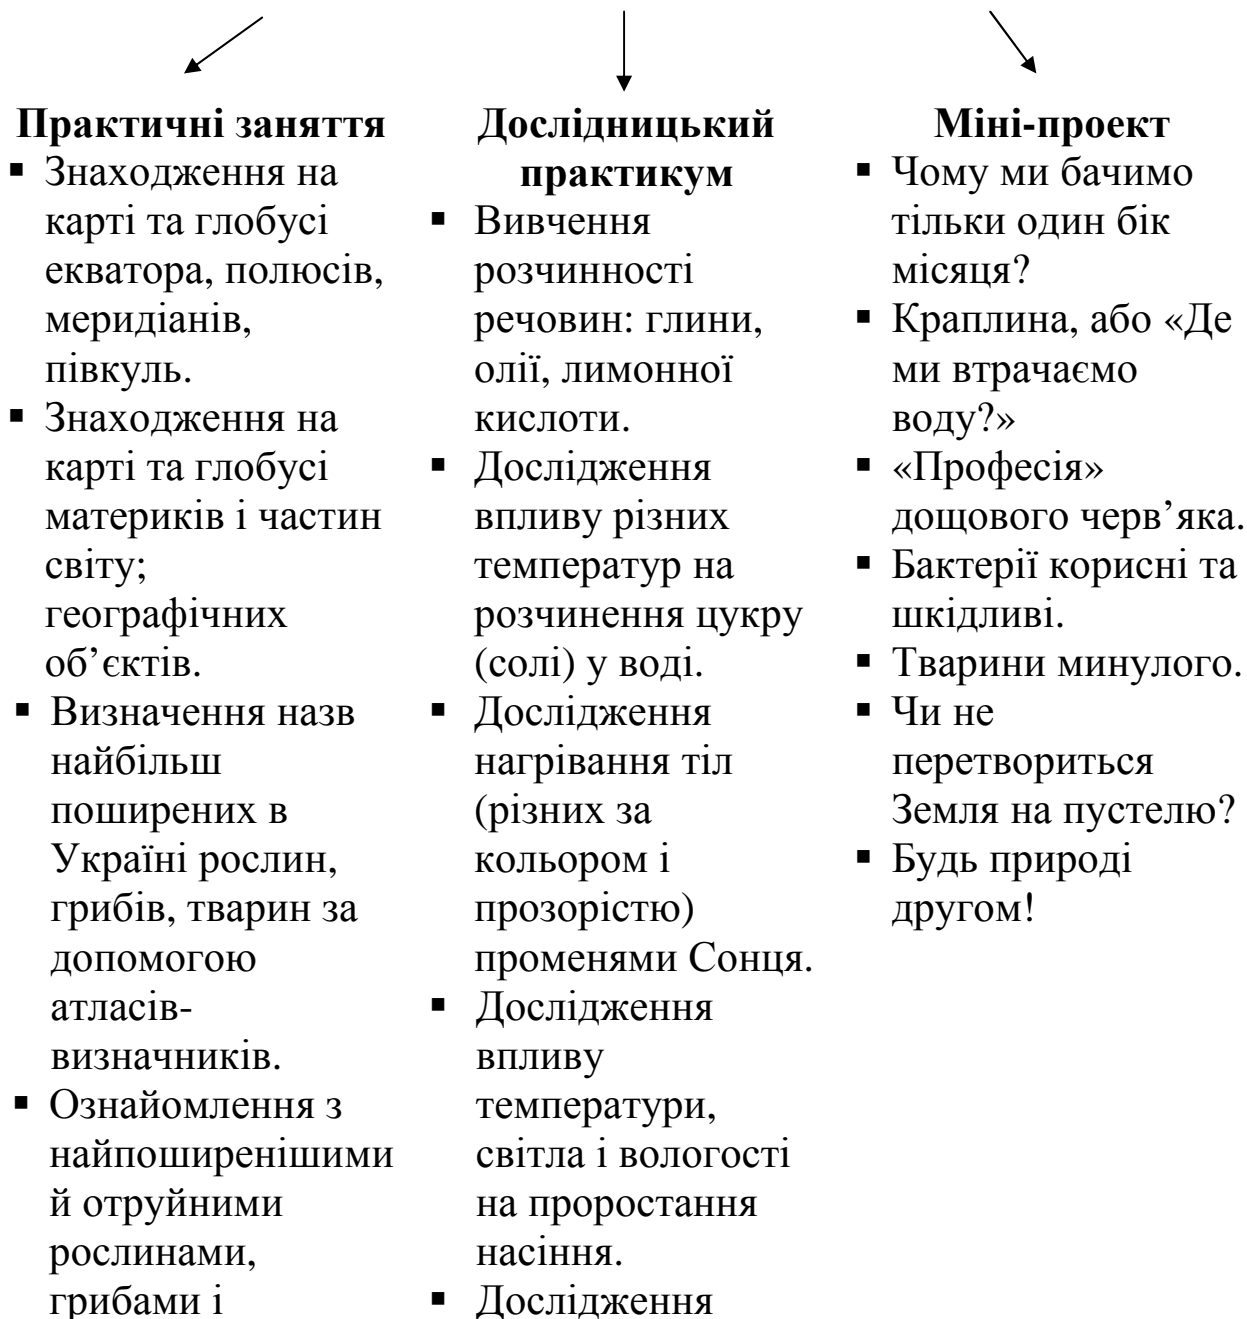 Практичні заняття
▪ Знаходження на
карті та глобусі
екватора, полюсів,
меридіанів,
півкуль.
▪ Знаходження на
карті та глобусі
материків і частин
світу;
географічних
об’єктів.
▪ Визначення назв
найбільш
поширених в
Україні рослин,
грибів, тварин за
допомогою
атласів-
визначників.
▪ Ознайомлення з
найпоширенішими
й отруйними
рослинами,
грибами і
Дослідницький
практикум
▪ Вивчення
розчинності
речовин: глини,
олії, лимонної
кислоти.
▪ Дослідження
впливу різних
температур на
розчинення цукру
(солі) у воді.
▪ Дослідження
нагрівання тіл
(різних за
кольором і
прозорістю)
променями Сонця.
▪ Дослідження
впливу
температури,
світла і вологості
на проростання
насіння.
▪ Дослідження
Міні-проект
▪ Чому ми бачимо
тільки один бік
місяця?
▪ Краплина, або «Де
ми втрачаємо
воду?»
▪ «Професія»
дощового черв’яка.
▪ Бактерії корисні та
шкідливі.
▪ Тварини минулого.
▪ Чи не
перетвориться
Земля на пустелю?
▪ Будь природі
другом!